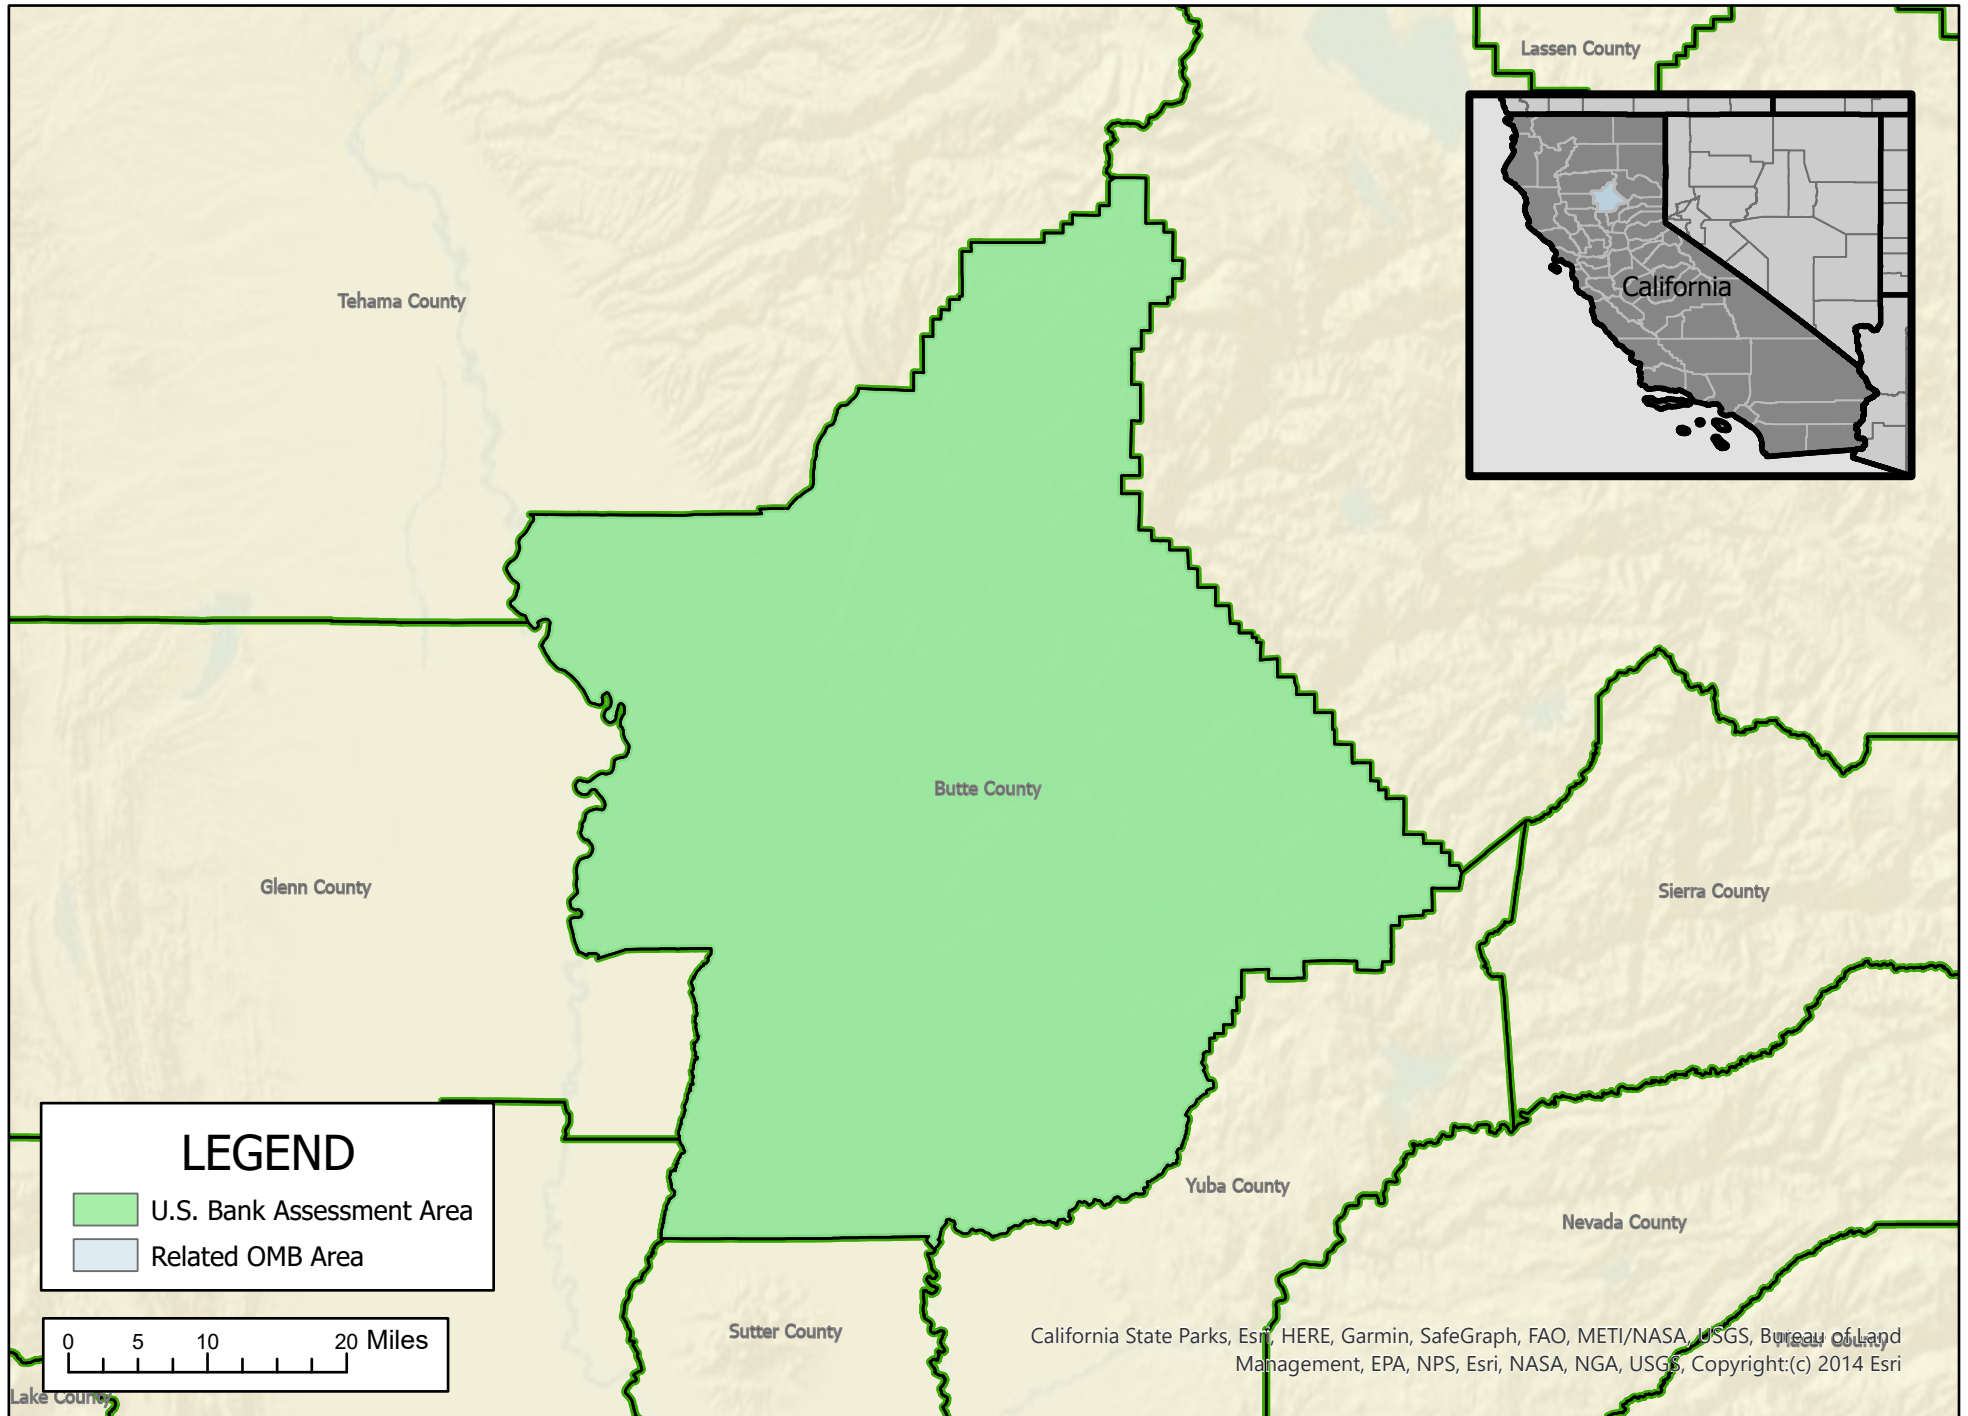 Lassen County
California
Tehama County
Butte County
Glenn County
Sierra County
Yuba County
Nevada County
LEGEND
U.S. Bank Assessment Area
Related OMB Area
0 5 10 20 Miles
Sutter County
Placer County
California State Parks, Esri, HERE, Garmin, SafeGraph, FAO, METI/NASA, USGS, Bureau of Land
Management, EPA, NPS, Esri, NASA, NGA, USGS, Copyright:(c) 2014 Esri
Lake County